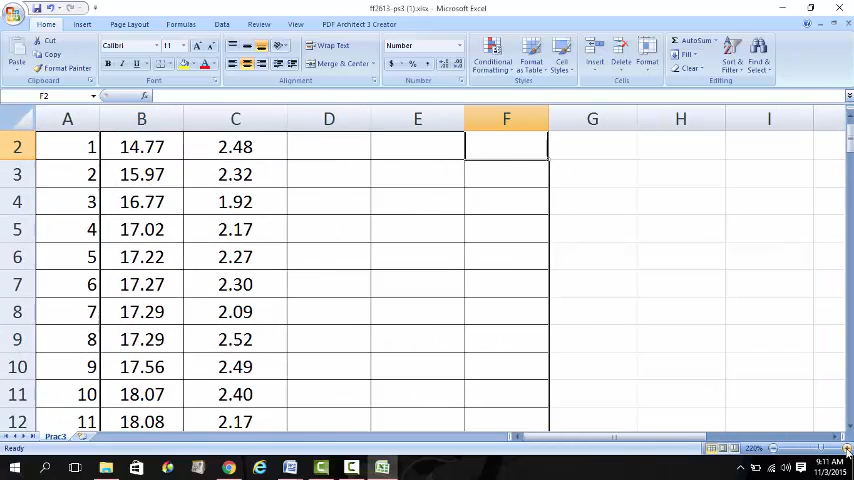 ff2613-ps3 (1).xlsx - Microsoft Excel
Home Insert Page Layout Formulas Data Review View PDF Architect 3 Creator
Paste Cut Copy Format Painter Calibri 11 Wrap Text Merge & Center Number Conditional Formatting Format as Table Cell Styles Insert Delete Format AutoSum Fill Clear Sort & Filter Find & Select
Clipboard Font Alignment Number Styles Cells Editing
F2 fx
A B C D E F G H I
2 1 14.77 2.48
3 2 15.97 2.32
4 3 16.77 1.92
5 4 17.02 2.17
6 5 17.22 2.27
7 6 17.27 2.30
8 7 17.29 2.09
9 8 17.29 2.52
10 9 17.56 2.49
11 10 18.07 2.40
12 11 18.08 2.17
Prac3
Ready 220%
9:11 AM
11/3/2015